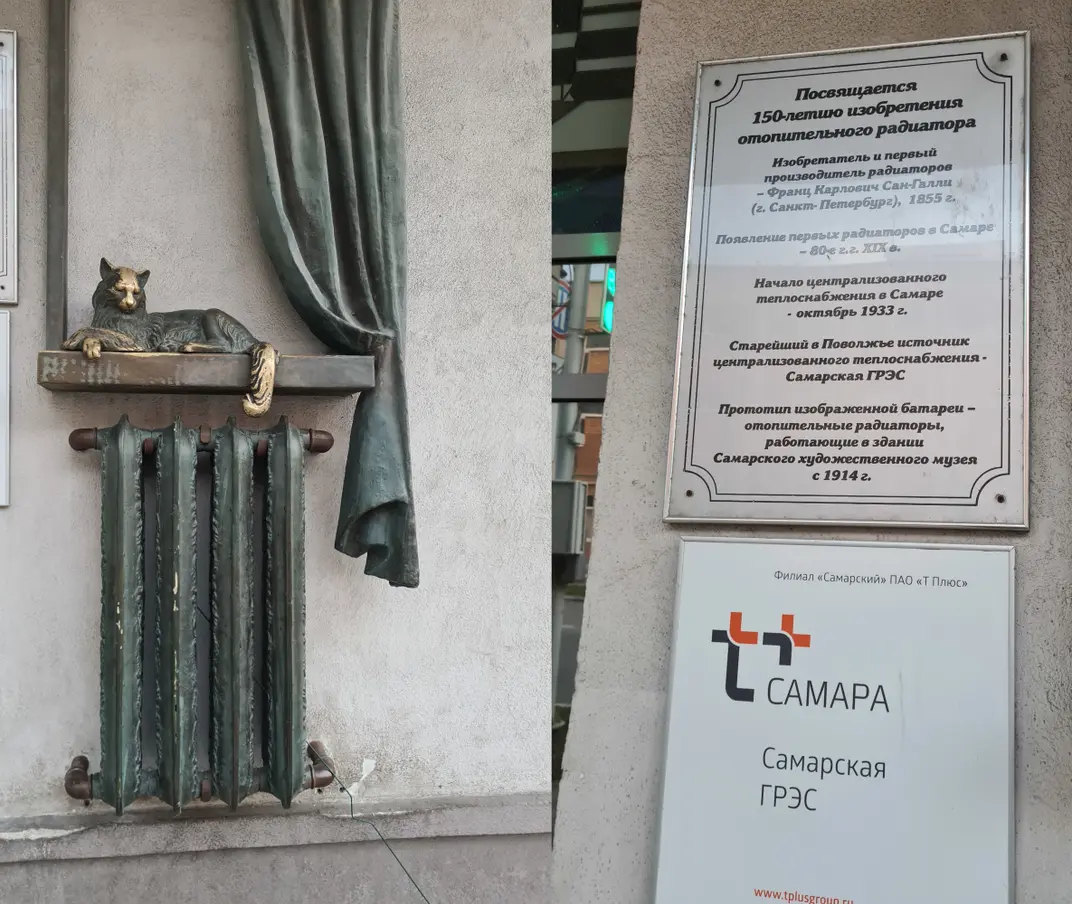 Посвящается
150-летию изобретения
отопительного радиатора
Изобретатель и первый
производитель радиаторов
– Франц Карлович Сан-Галли
(г. Санкт-Петербург), 1855 г.
Появление первых радиаторов в Самаре
– 80-е г.г. XIX в.
Начало централизованного
теплоснабжения в Самаре
- октябрь 1933 г.
Старейший в Поволжье источник
централизованного теплоснабжения -
Самарская ГРЭС
Прототип изображенной батареи –
отопительные радиаторы,
работающие в здании
Самарского художественного музея
с 1914 г.
Филиал «Самарский» ПАО «Т Плюс»
САМАРА
Самарская
ГРЭС
www.tplusgroup.ru